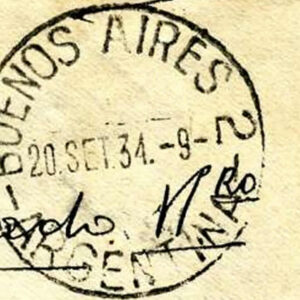 BUENOS AIRES 2
20.SET.34.-9-
ARGENTINA